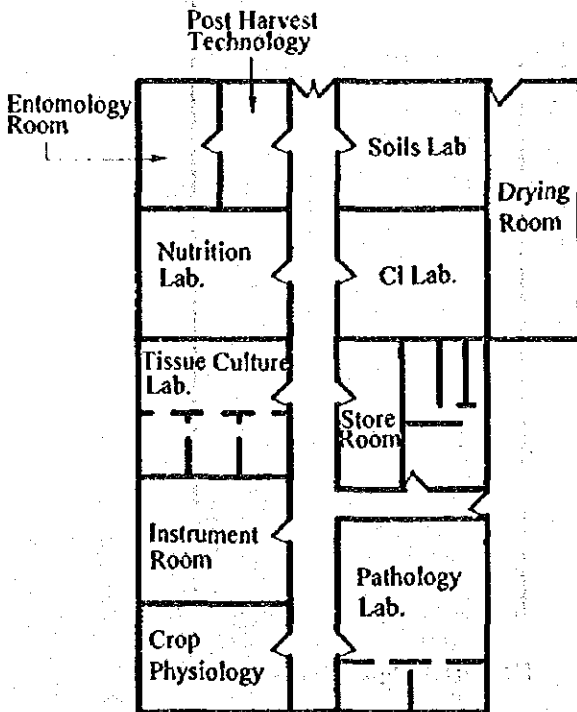 Post Harvest
Technology
Entomology
Room
Soils Lab
Drying
Room
Nutrition
Lab.
CI Lab.
Tissue Culture
Lab.
Store
Room
Instrument
Room
Pathology
Lab.
Crop
Physiology